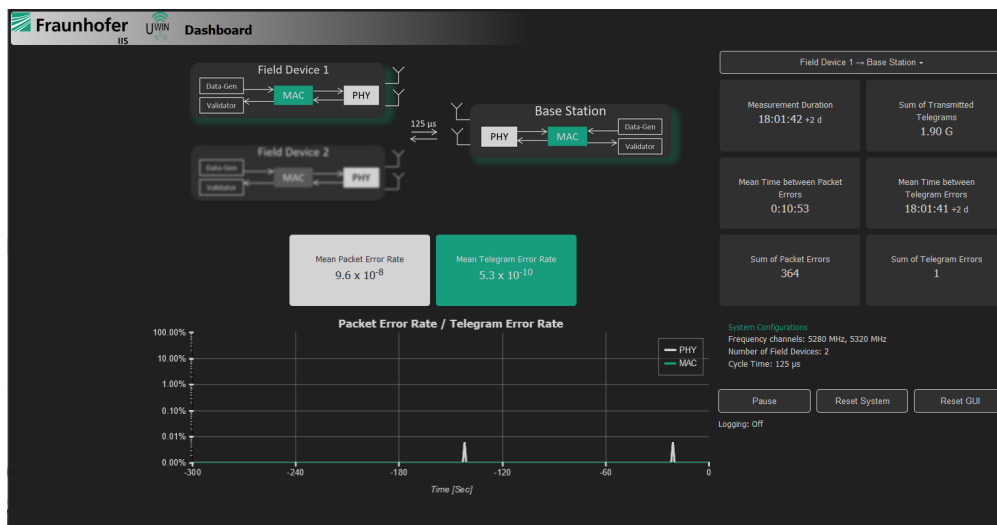 Fraunhofer
IIS
UWIN
Dashboard
Field Device 1
Data-Gen
Validator
MAC
PHY
125 µs
Base Station
PHY
MAC
Data-Gen
Validator
Field Device 2
Data-Gen
Validator
MAC
PHY
Mean Packet Error Rate
9.6 x 10⁻⁸
Mean Telegram Error Rate
5.3 x 10⁻¹⁰
Packet Error Rate / Telegram Error Rate
100.00%
10.00%
1.00%
0.10%
0.01%
0.00%
PHY
MAC
-300 -240 -180 -120 -60 0
Time [Sec]
Field Device 1 → Base Station
Measurement Duration
18:01:42 +2 d
Sum of Transmitted
Telegrams
1.90 G
Mean Time between Packet
Errors
0:10:53
Mean Time between
Telegram Errors
18:01:41 +2 d
Sum of Packet Errors
364
Sum of Telegram Errors
1
System Configurations
Frequency channels: 5280 MHz, 5320 MHz
Number of Field Devices: 2
Cycle Time: 125 µs
Pause
Reset System
Reset GUI
Logging: Off